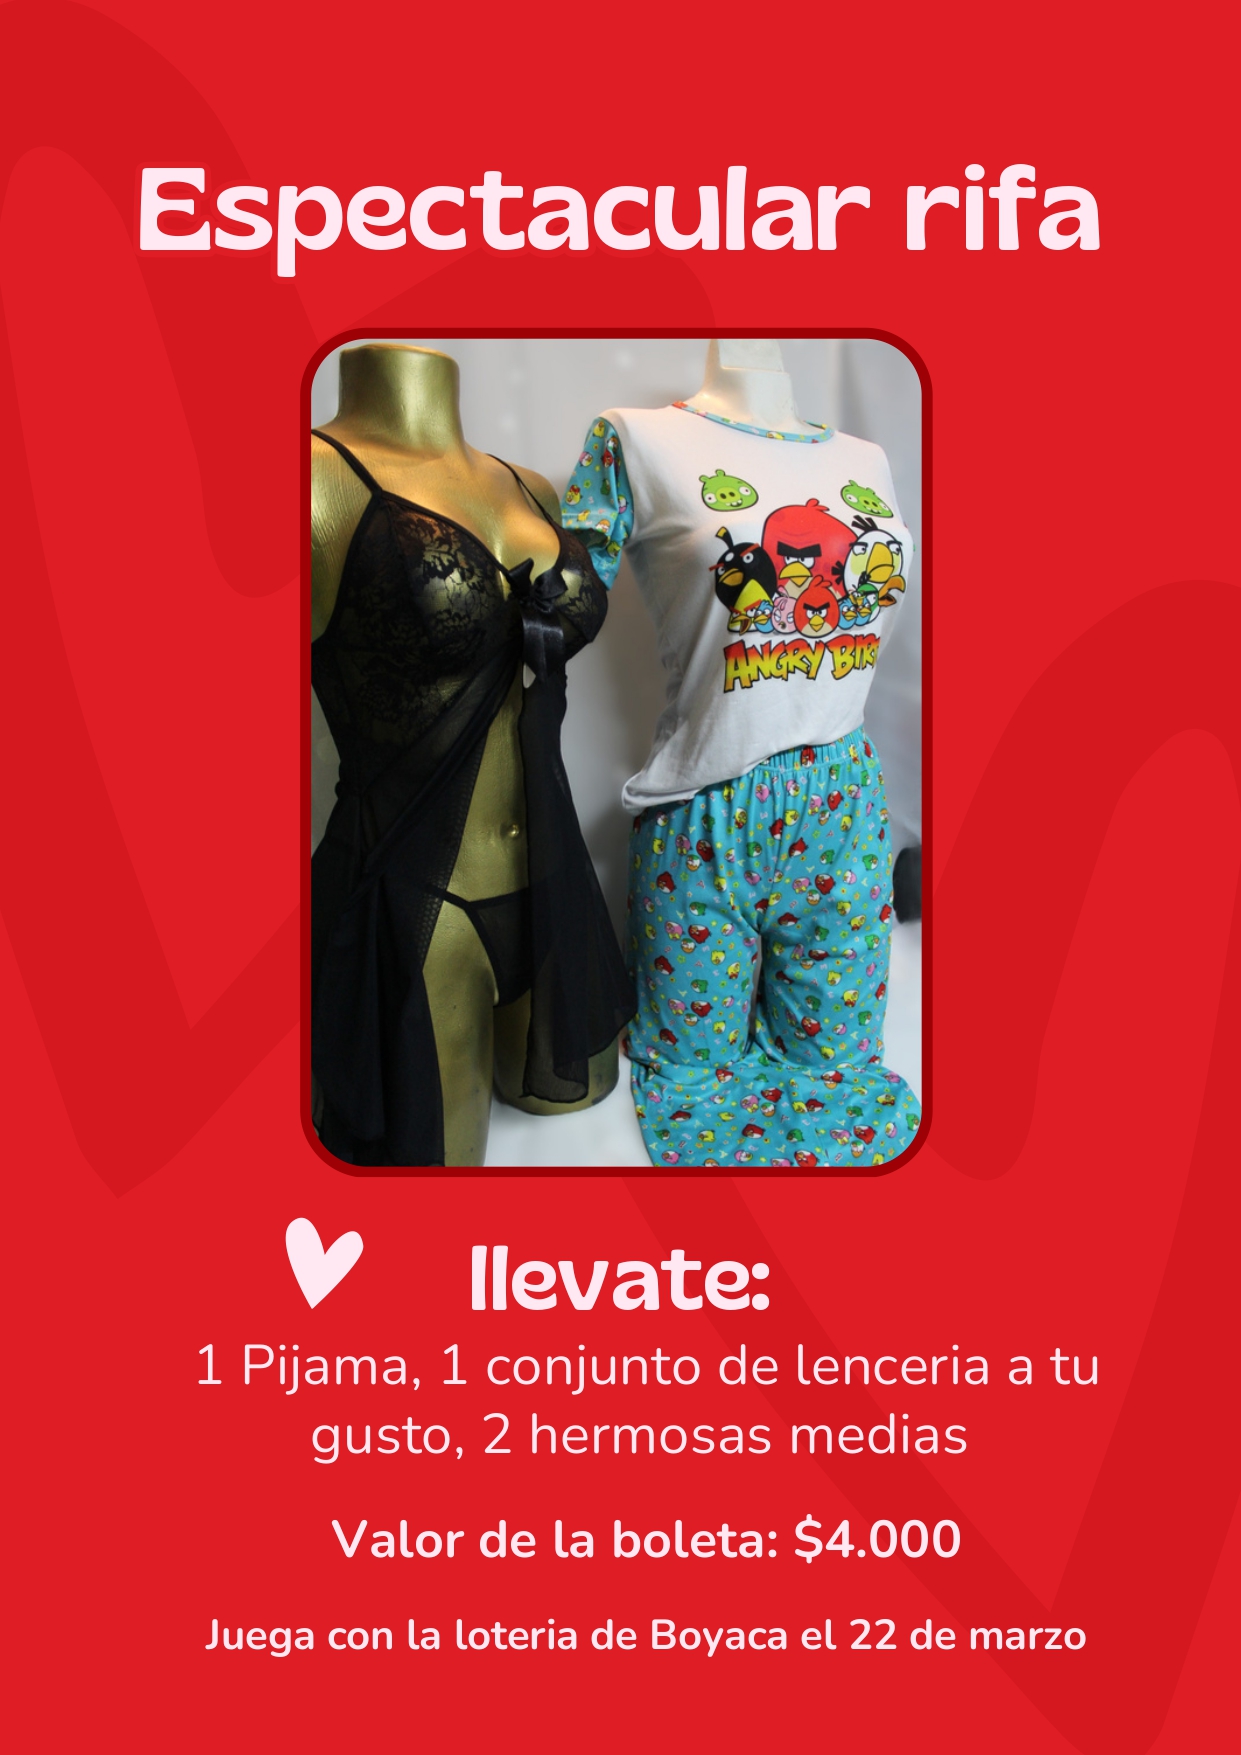 Espectacular rifa
ANGRY BIRD
llevate:
1 Pijama, 1 conjunto de lenceria a tu
gusto, 2 hermosas medias
Valor de la boleta: $4.000
Juega con la loteria de Boyaca el 22 de marzo